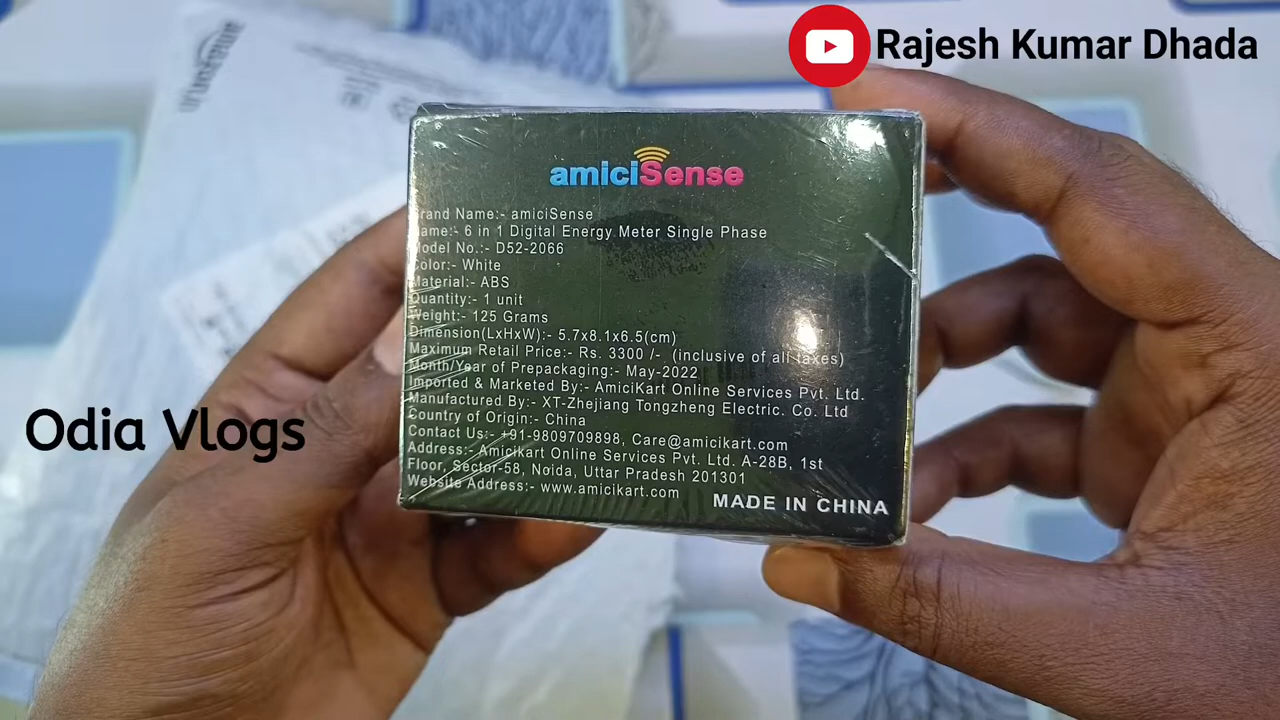 amazon.in
Rajesh Kumar Dhada
amiciSense
Brand Name:- amiciSense
Name:- 6 in 1 Digital Energy Meter Single Phase
Model No.:- D52-2066
Color:- White
Material:- ABS
Quantity:- 1 unit
Weight:- 125 Grams
Dimension(LxHxW):- 5.7x8.1x6.5(cm)
Maximum Retail Price:- Rs. 3300 /- (inclusive of all taxes)
Month/Year of Prepackaging:- May-2022
Imported & Marketed By:- AmiciKart Online Services Pvt. Ltd.
Manufactured By:- XT-Zhejiang Tongzheng Electric. Co. Ltd
Country of Origin:- China
Contact Us:- +91-9809709898, Care@amicikart.com
Address:- Amicikart Online Services Pvt. Ltd. A-28B, 1st
Floor, Sector-58, Noida, Uttar Pradesh 201301
Website Address:- www.amicikart.com
MADE IN CHINA
Odia Vlogs